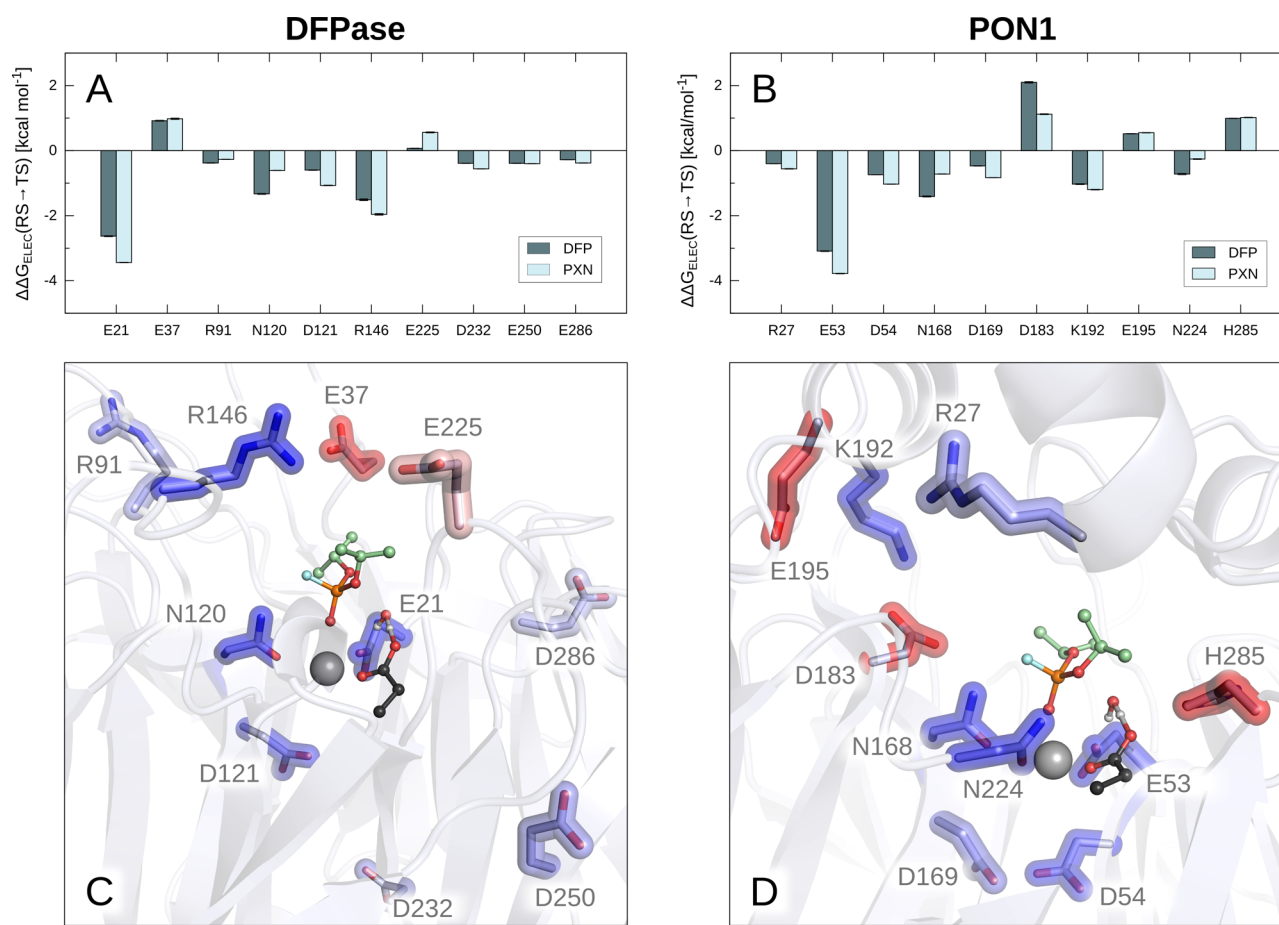 DFPase
PON1
A
ΔΔG_ELEC(RS→TS) [kcal mol⁻¹]
2
0
-2
-4
DFP
PXN
E21 E37 R91 N120 D121 R146 E225 D232 E250 E286
B
ΔΔG_ELEC(RS→TS) [kcal/mol⁻¹]
2
0
-2
-4
DFP
PXN
R27 E53 D54 N168 D169 D183 K192 E195 N224 H285
R146
E37
E225
R91
N120
E21
D286
D121
D250
D232
C
R27
K192
E195
D183
H285
N168
N224
E53
D169
D54
D